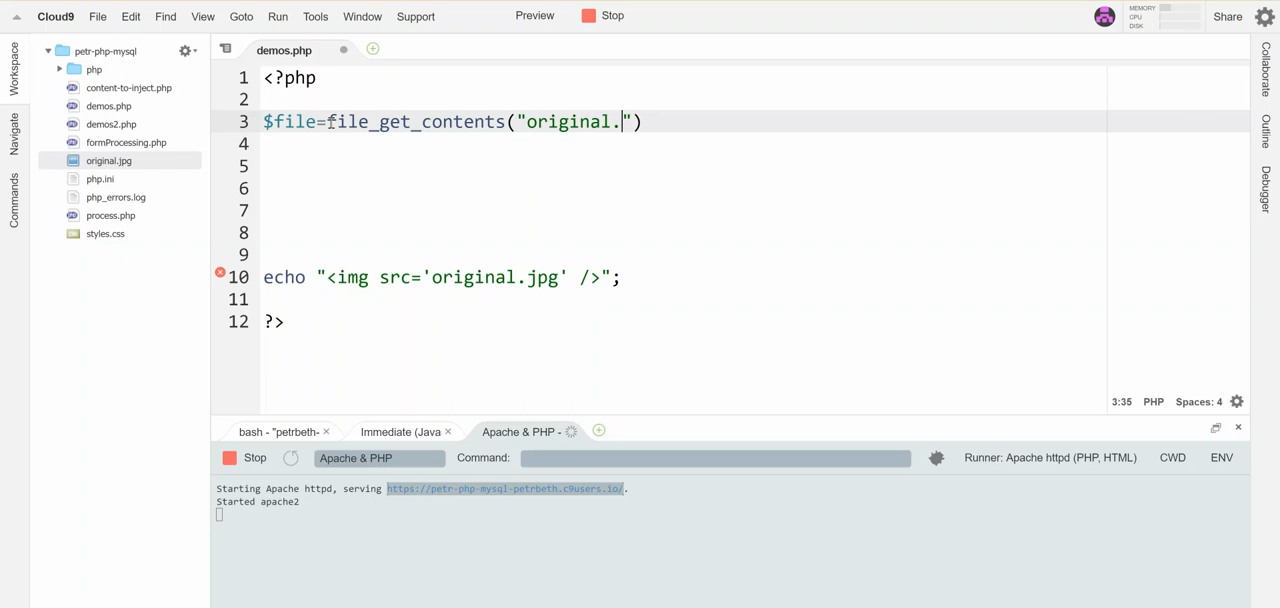 Cloud9 File Edit Find View Goto Run Tools Window Support Preview Stop MEMORY CPU DISK Share
Workspace
Navigate
Commands
petr-php-mysql
php
content-to-inject.php
demos.php
demos2.php
formProcessing.php
original.jpg
php.ini
php_errors.log
process.php
styles.css
demos.php
1 <?php
2
3 $file=file_get_contents("original.")
4
5
6
7
8
9
10 echo "<img src='original.jpg' />";
11
12 ?>
3:35 PHP Spaces: 4
Collaborate
Outline
Debugger
bash - "petrbeth- Immediate (Java Apache & PHP -
Stop Apache & PHP Command: Runner: Apache httpd (PHP, HTML) CWD ENV
Starting Apache httpd, serving https://petr-php-mysql-petrbeth.c9users.io/.
Started apache2